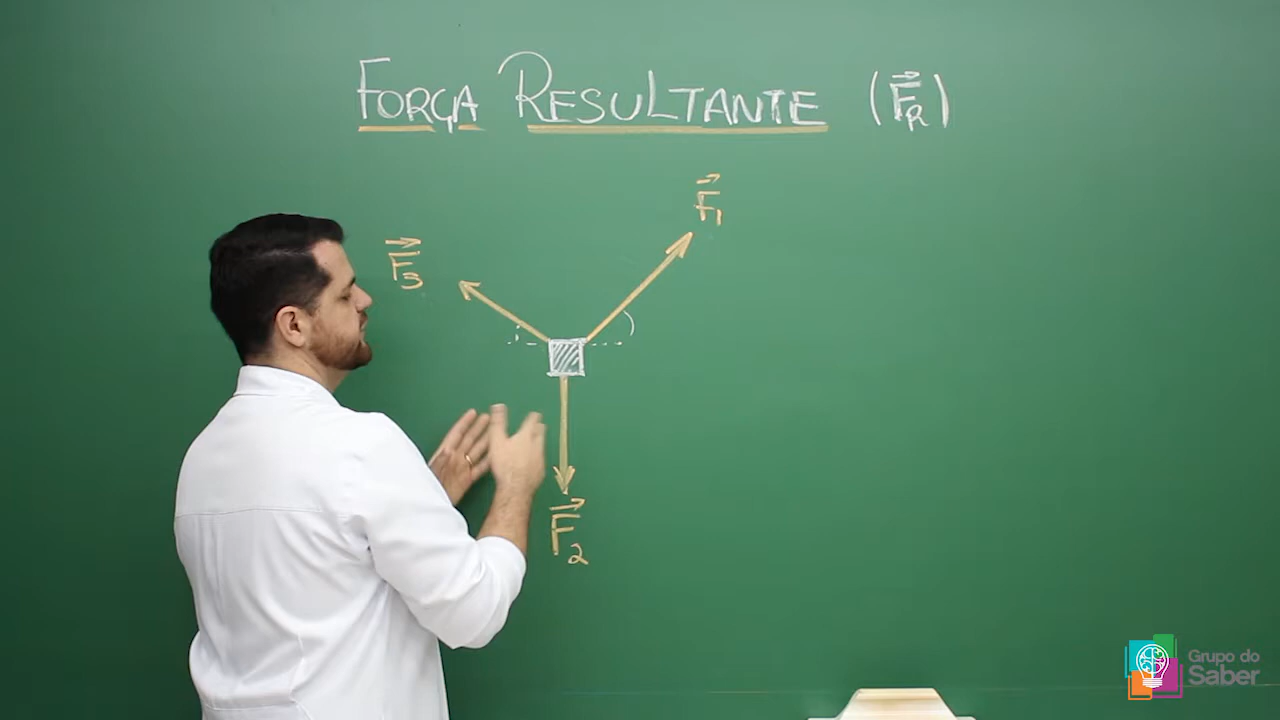 FORÇA RESULTANTE (F⃗R)
F⃗1
F⃗3
F⃗2
Grupo do
Saber